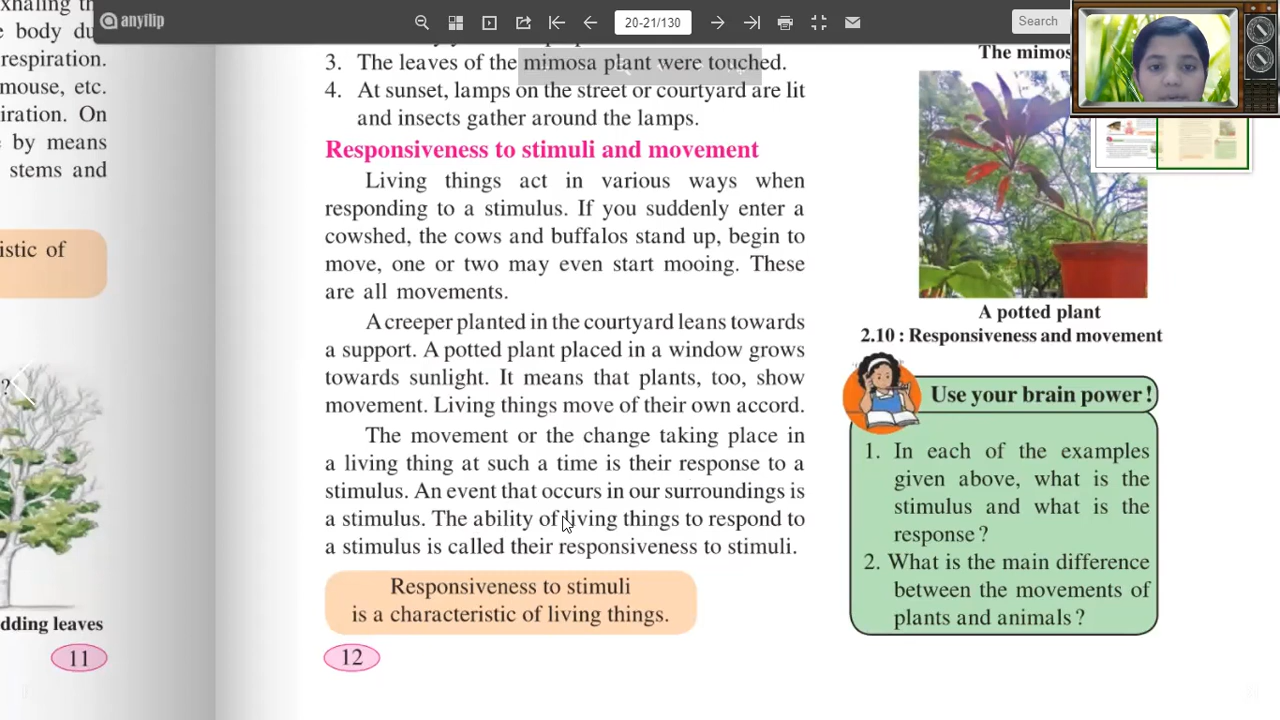 anyflip
20-21/130
Search
xhaling th
e body du
respiration.
mouse, etc.
iration. On
e by means
stems and
istic of
?
dding leaves
11
3. The leaves of the mimosa plant were touched.
4. At sunset, lamps on the street or courtyard are lit
and insects gather around the lamps.
Responsiveness to stimuli and movement
Living things act in various ways when
responding to a stimulus. If you suddenly enter a
cowshed, the cows and buffalos stand up, begin to
move, one or two may even start mooing. These
are all movements.
A creeper planted in the courtyard leans towards
a support. A potted plant placed in a window grows
towards sunlight. It means that plants, too, show
movement. Living things move of their own accord.
The movement or the change taking place in
a living thing at such a time is their response to a
stimulus. An event that occurs in our surroundings is
a stimulus. The ability of living things to respond to
a stimulus is called their responsiveness to stimuli.
Responsiveness to stimuli
is a characteristic of living things.
12
The mimos
A potted plant
2.10 : Responsiveness and movement
Use your brain power !
1. In each of the examples
given above, what is the
stimulus and what is the
response ?
2. What is the main difference
between the movements of
plants and animals ?